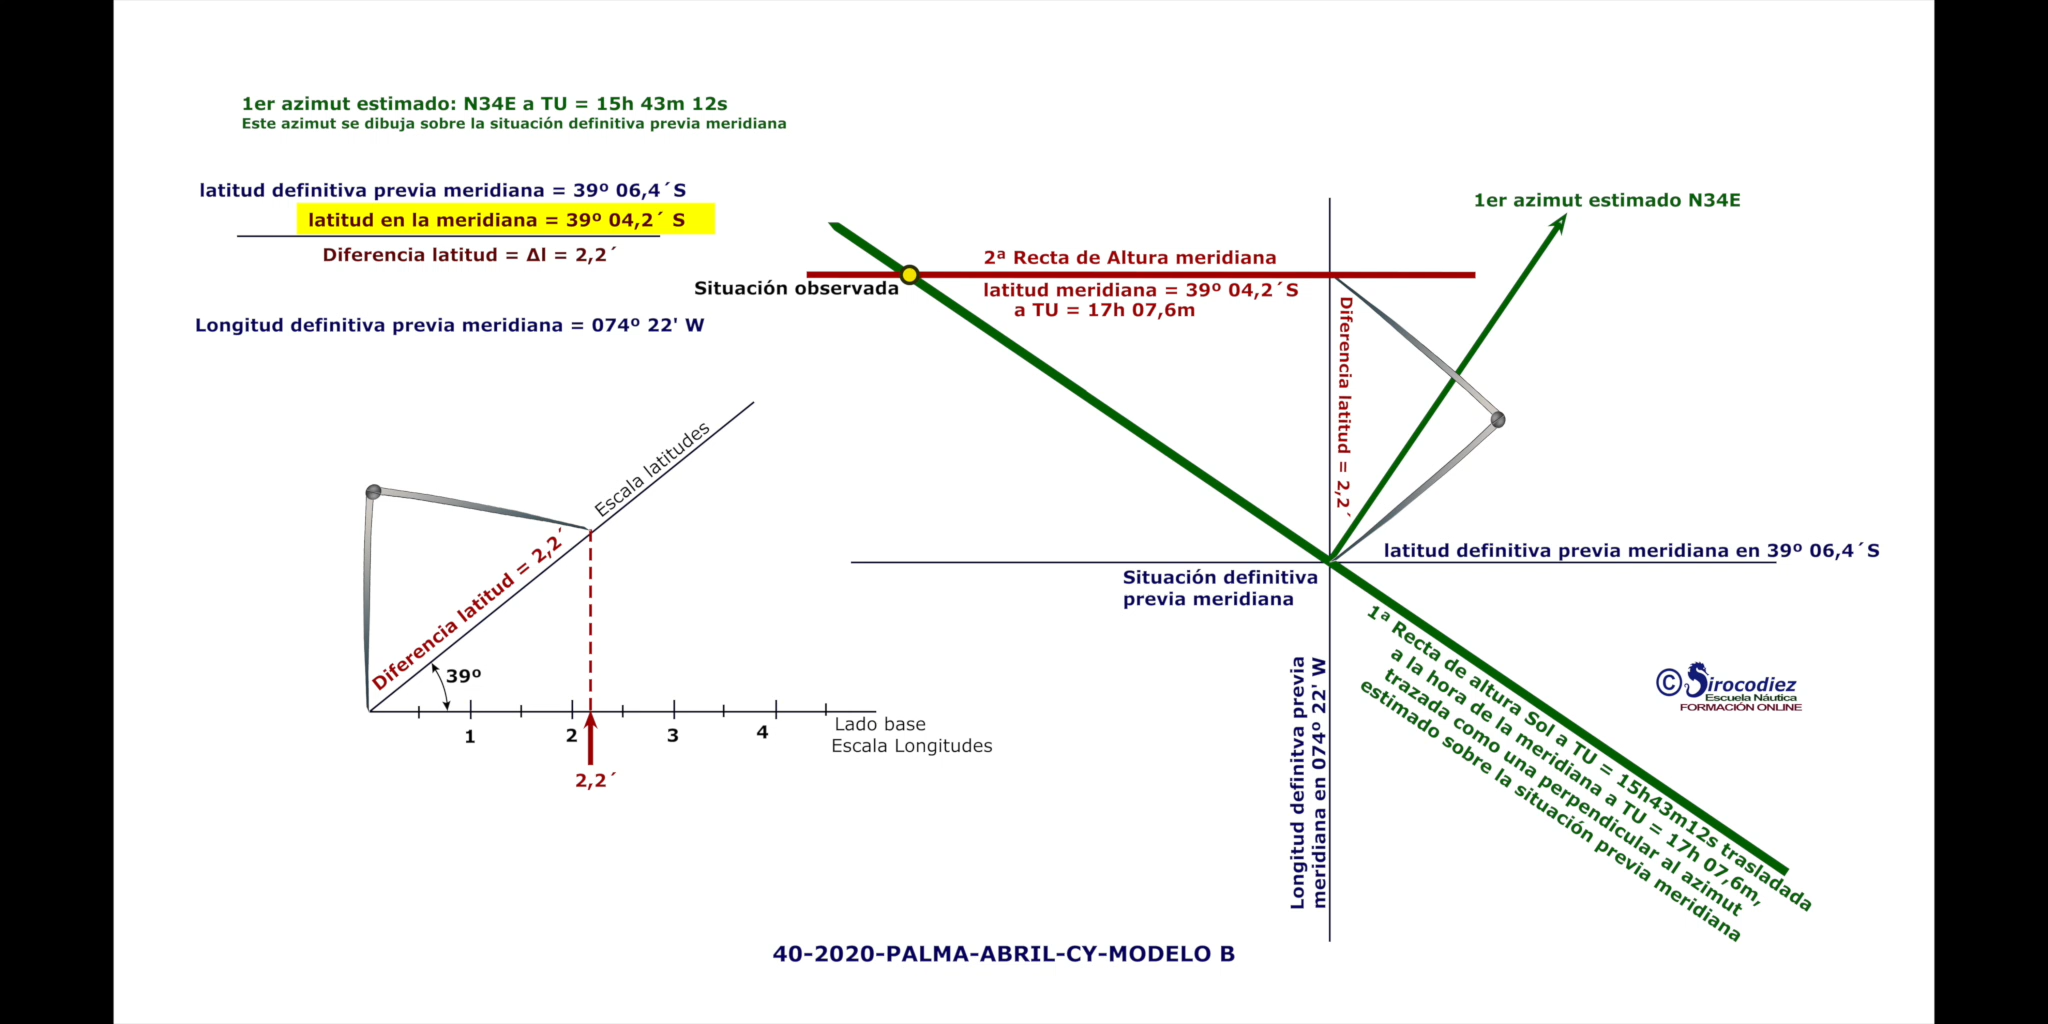 1er azimut estimado: N34E a TU = 15h 43m 12s
Este azimut se dibuja sobre la situación definitiva previa meridiana
latitud definitiva previa meridiana = 39º 06,4´S
latitud en la meridiana = 39º 04,2´ S
Diferencia latitud = Δl = 2,2´
Longitud definitiva previa meridiana = 074º 22' W
1er azimut estimado N34E
2ª Recta de Altura meridiana
Situación observada
latitud meridiana = 39º 04,2´S
a TU = 17h 07,6m
Diferencia latitud = 2,2´
latitud definitiva previa meridiana en 39º 06,4´S
Situación definitiva
previa meridiana
Longitud definitva previa
meridiana en 074º 22' W
1ª Recta de altura Sol a TU = 15h43m12s trasladada
a la hora de la meridiana a TU = 17h 07,6m,
trazada como una perpendicular al azimut
estimado sobre la situación previa meridiana
Escala latitudes
Diferencia latitud = 2,2´
39º
1
2
3
4
Lado base
Escala Longitudes
2,2´
© Sirocodiez
Escuela Náutica
FORMACIÓN ONLINE
40-2020-PALMA-ABRIL-CY-MODELO B